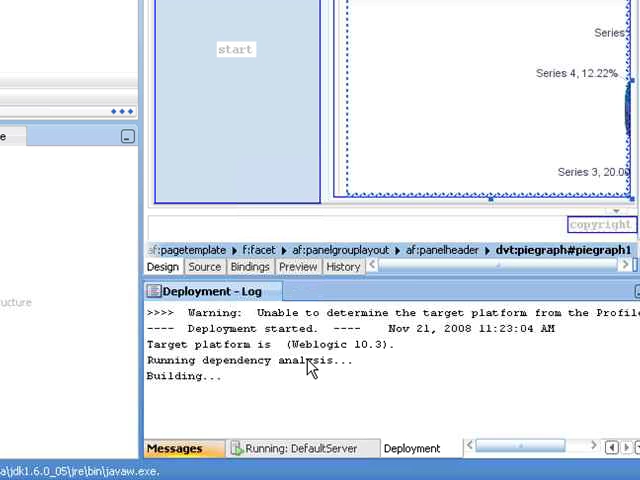 Series
start
Series 4, 12.22%
e
Series 3, 20.00
copyright
af:pagetemplate f:facet af:panelgrouplayout af:panelheader dvt:piegraph#piegraph1
Design Source Bindings Preview History
Deployment - Log
ructure
>>>> Warning: Unable to determine the target platform from the Profile
---- Deployment started. ---- Nov 21, 2008 11:23:04 AM
Target platform is (Weblogic 10.3).
Running dependency analysis...
Building...
Messages Running: DefaultServer Deployment
a\jdk1.6.0_05\jre\bin\javaw.exe.